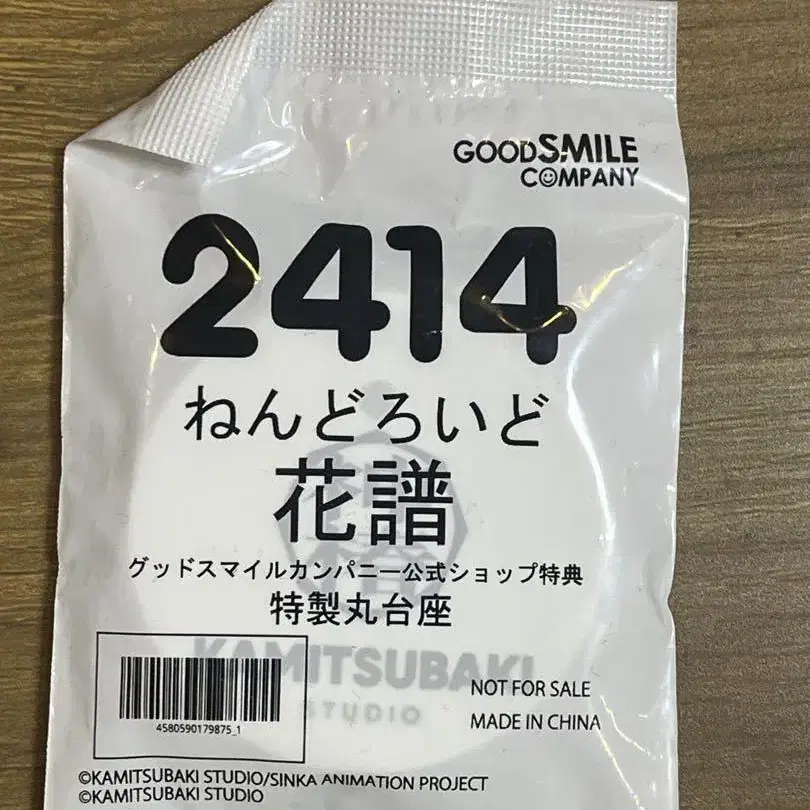 GOODSMILE
COMPANY
2414
ねんどろいど
花譜
グッドスマイルカンパニー公式ショップ特典
特製丸台座
KAMITSUBAKI
STUDIO
4580590179875_1
NOT FOR SALE
MADE IN CHINA
©KAMITSUBAKI STUDIO/SINKA ANIMATION PROJECT
©KAMITSUBAKI STUDIO